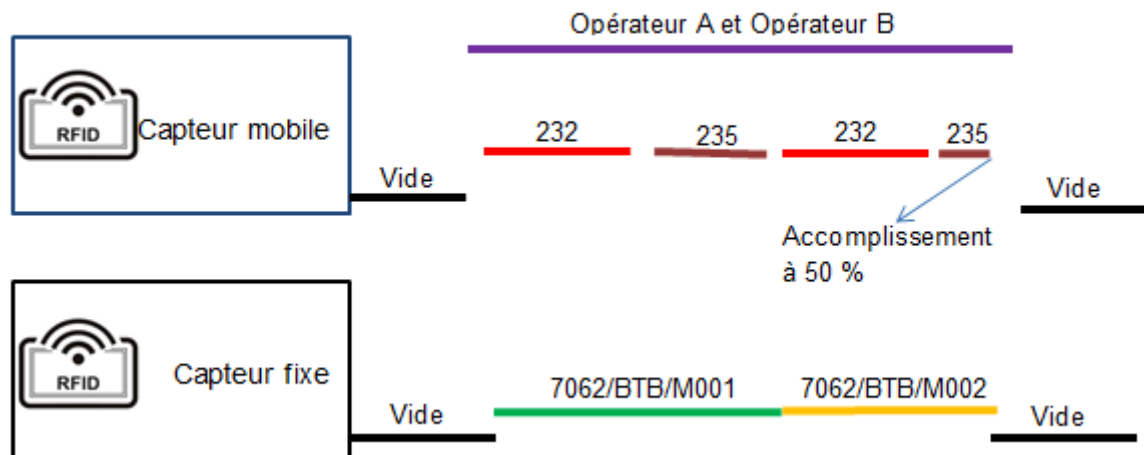 Opérateur A et Opérateur B
RFID
Capteur mobile
232
235
232
235
Vide
Vide
Accomplissement
à 50 %
RFID
Capteur fixe
7062/BTB/M001
7062/BTB/M002
Vide
Vide